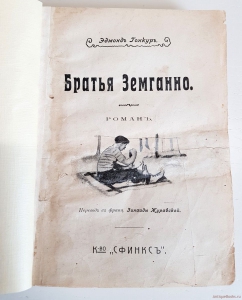 Эдмондъ Гонкуръ.
Братья Земганно.
РОМАНЪ.
Переводъ съ франц. Зинаиды Журавской.
К-во „СФИНКСЪ".